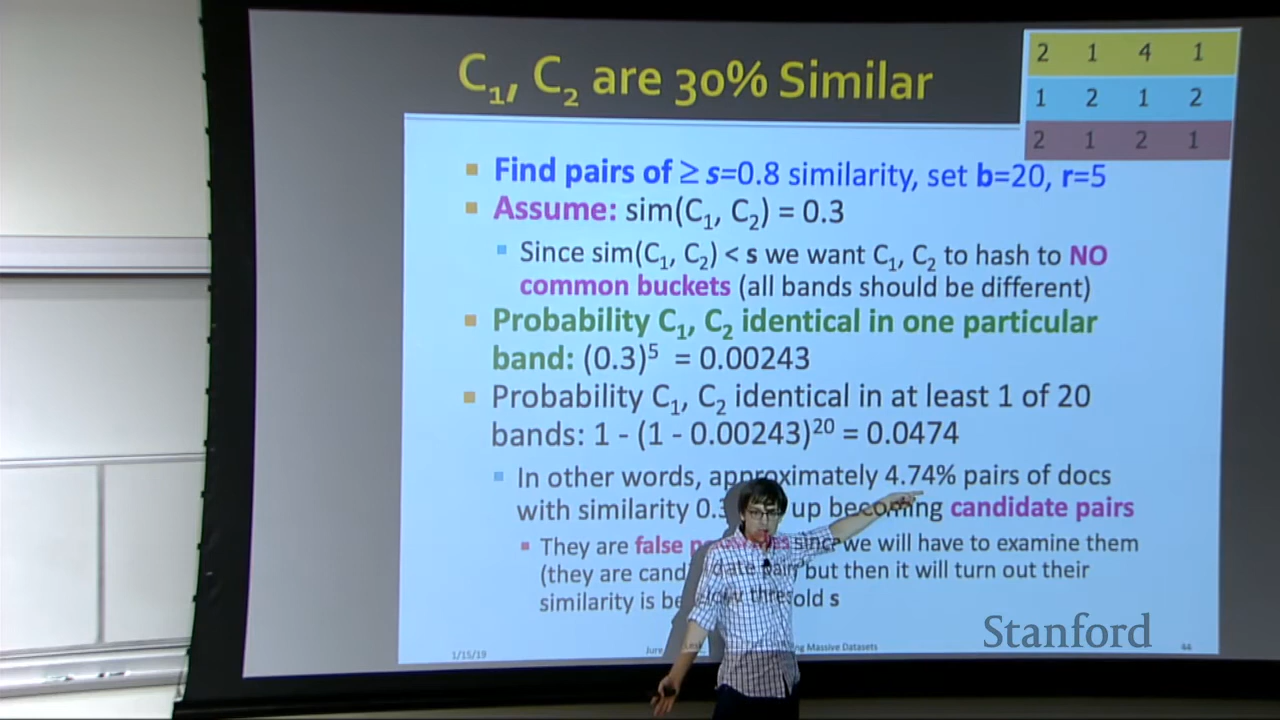 C₁, C₂ are 30% Similar
2 1 4 1
1 2 1 2
2 1 2 1
Find pairs of ≥ s=0.8 similarity, set b=20, r=5
Assume: sim(C₁, C₂) = 0.3
Since sim(C₁, C₂) < s we want C₁, C₂ to hash to NO
common buckets (all bands should be different)
Probability C₁, C₂ identical in one particular
band: (0.3)⁵ = 0.00243
Probability C₁, C₂ identical in at least 1 of 20
bands: 1 - (1 - 0.00243)²⁰ = 0.0474
In other words, approximately 4.74% pairs of docs
with similarity up becoming candidate pairs
They are false since we will have to examine them
(they are but then it will turn out their
similarity is s
Stanford
1/15/19
Jure Massive Datasets
44